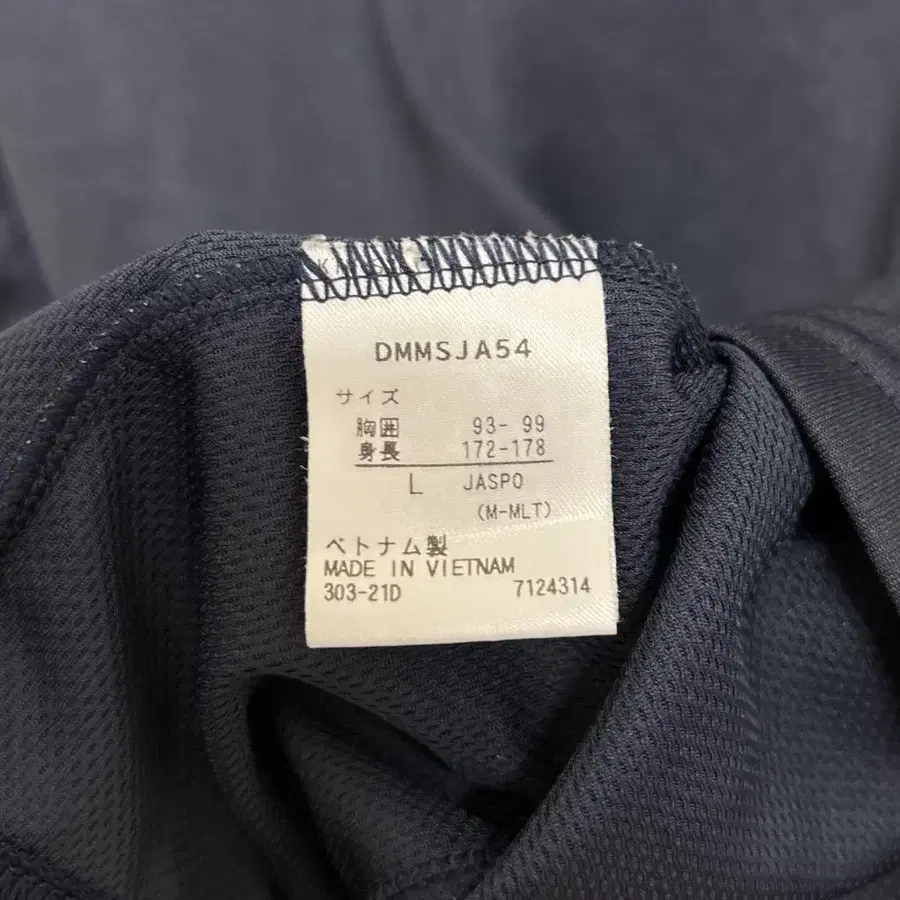 DMMSJA54
サイズ
胸囲 93- 99
身長 172-178
L JASPO
(M-MLT)
ベトナム製
MADE IN VIETNAM
303-21D 7124314